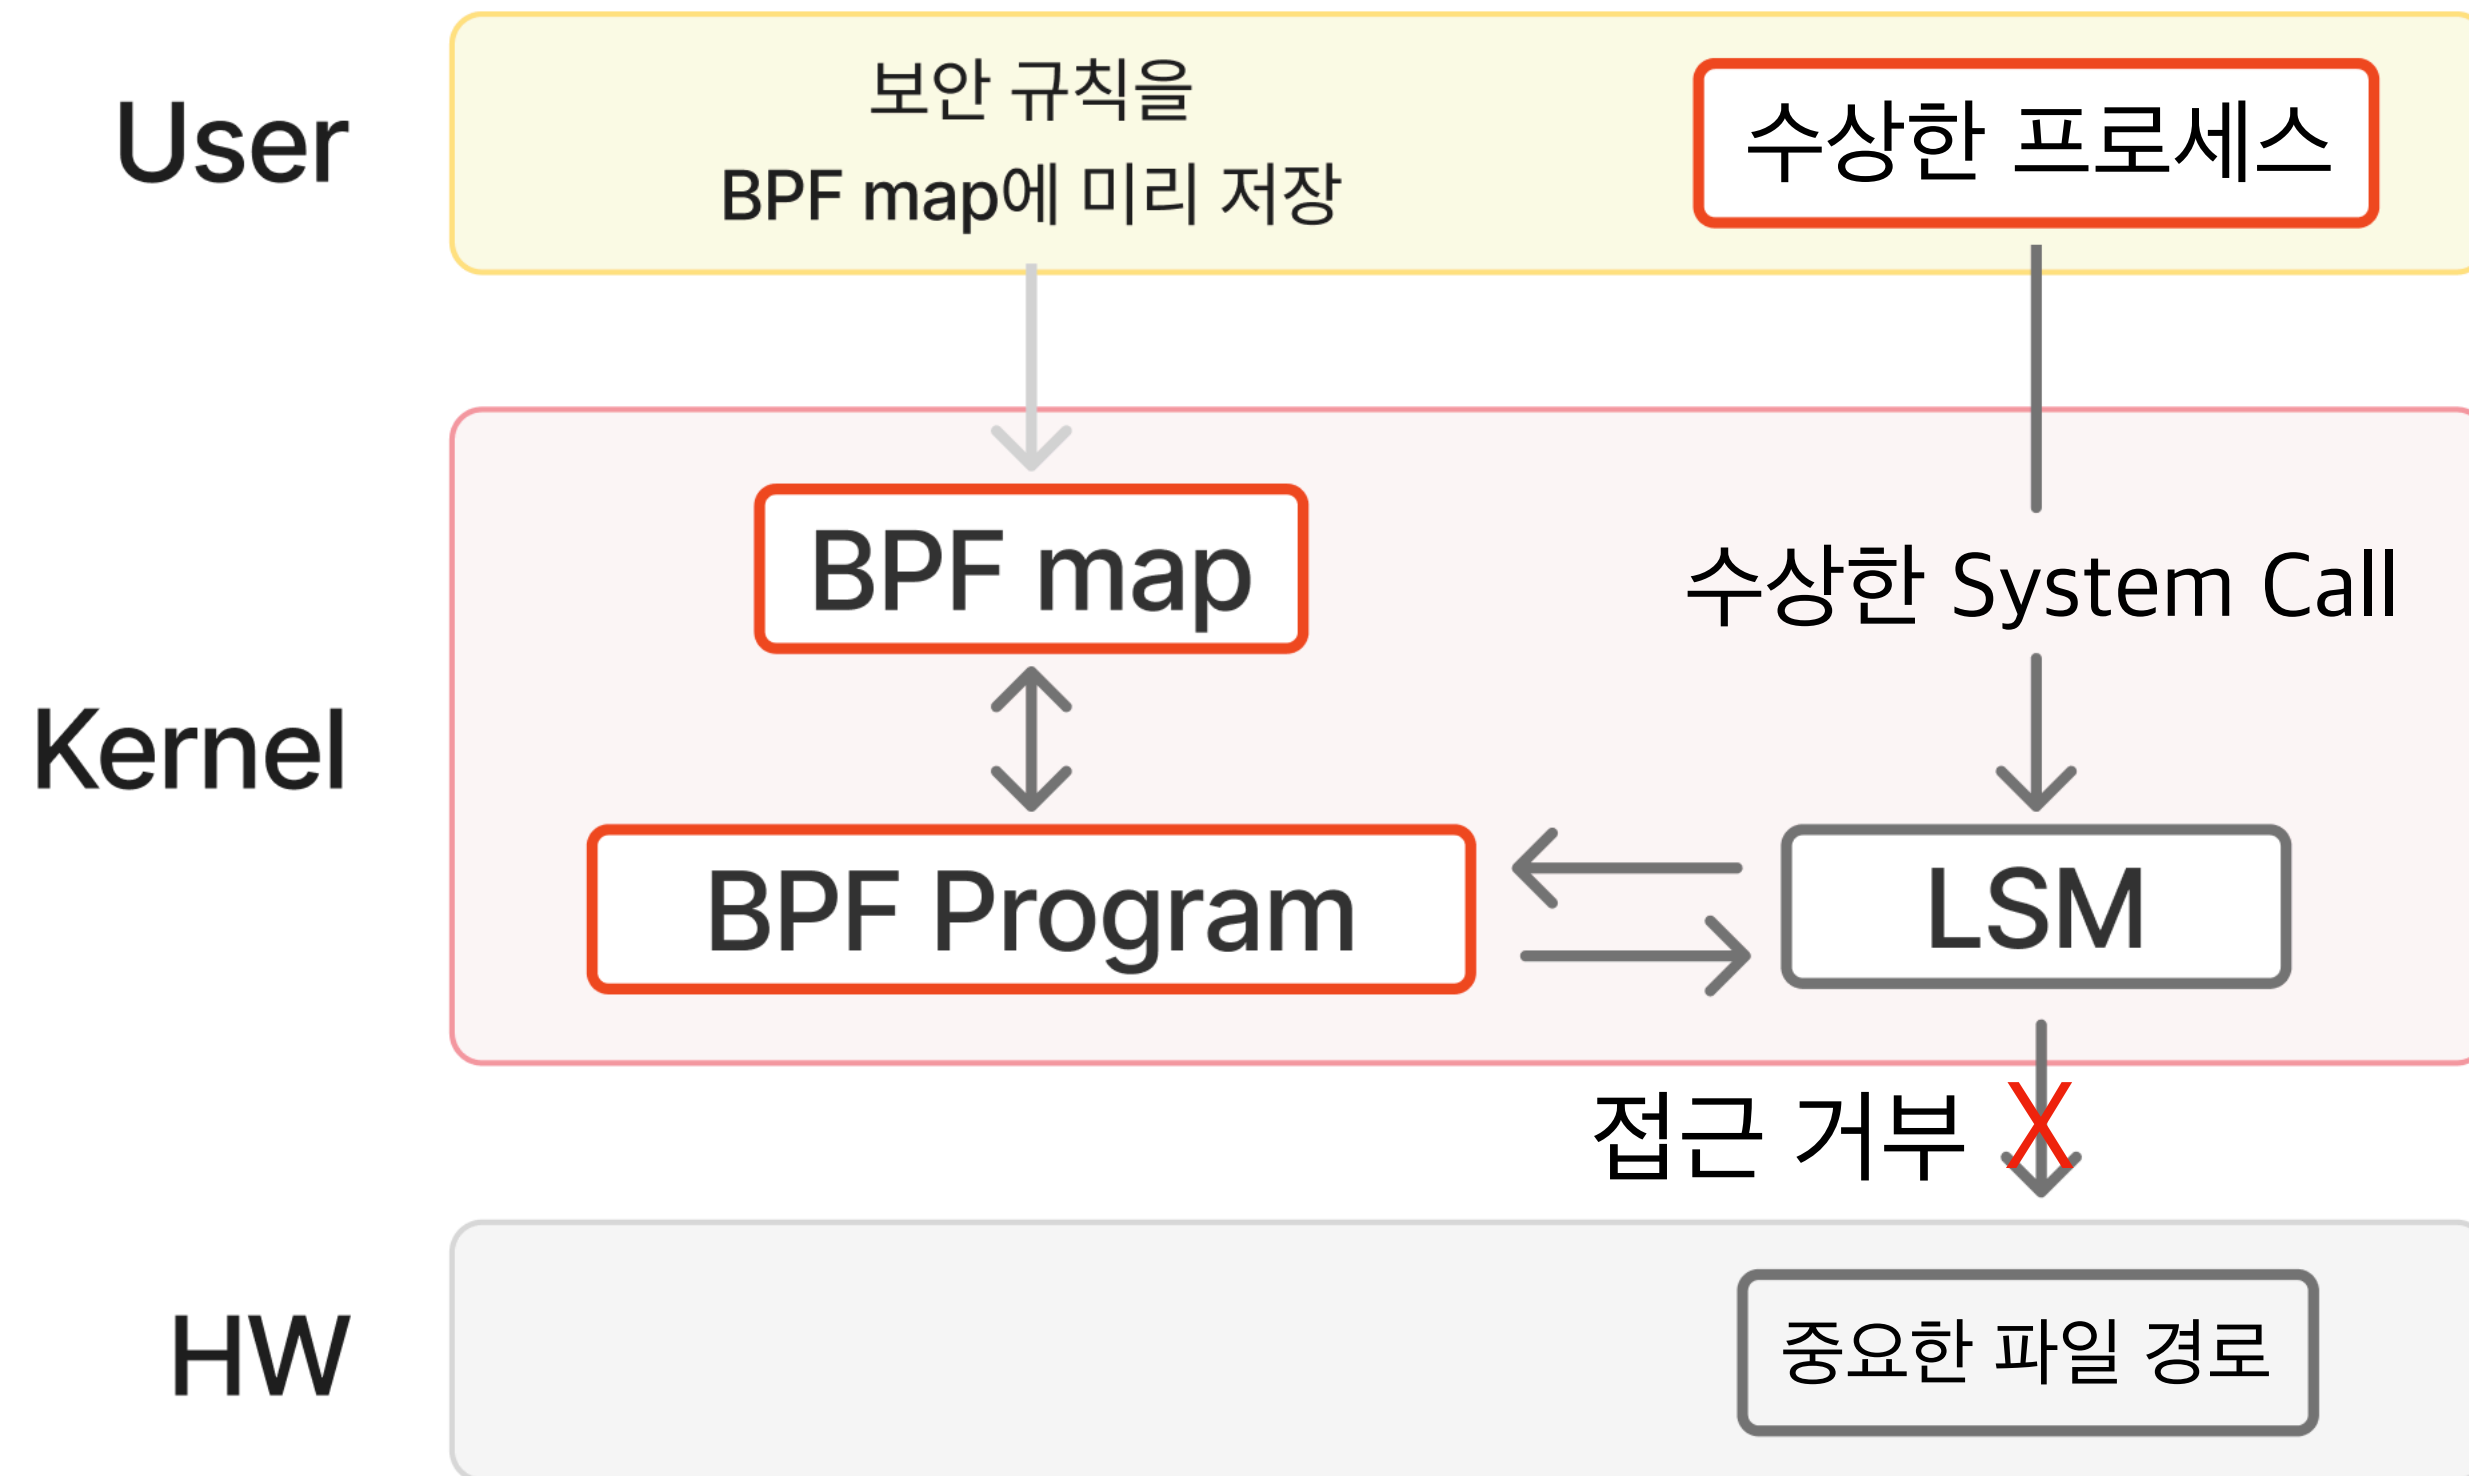 User
보안 규칙을
BPF map에 미리 저장
수상한 프로세스
Kernel
BPF map
수상한 System Call
BPF Program
LSM
접근 거부 X
HW
중요한 파일 경로